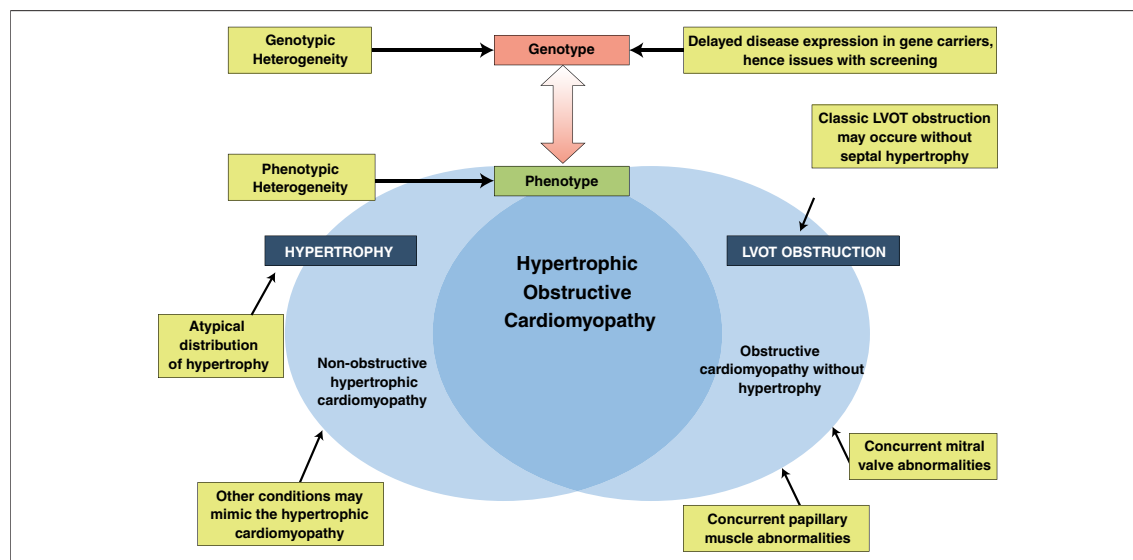 Genotypic
Heterogeneity
Genotype
Delayed disease expression in gene carriers,
hence issues with screening
Classic LVOT obstruction
may occure without
septal hypertrophy
Phenotypic
Heterogeneity
Phenotype
HYPERTROPHY
LVOT OBSTRUCTION
Hypertrophic
Obstructive
Cardiomyopathy
Atypical
distribution
of hypertrophy
Non-obstructive
hypertrophic
cardiomyopathy
Obstructive
cardiomyopathy without
hypertrophy
Concurrent mitral
valve abnormalities
Other conditions may
mimic the hypertrophic
cardiomyopathy
Concurrent papillary
muscle abnormalities